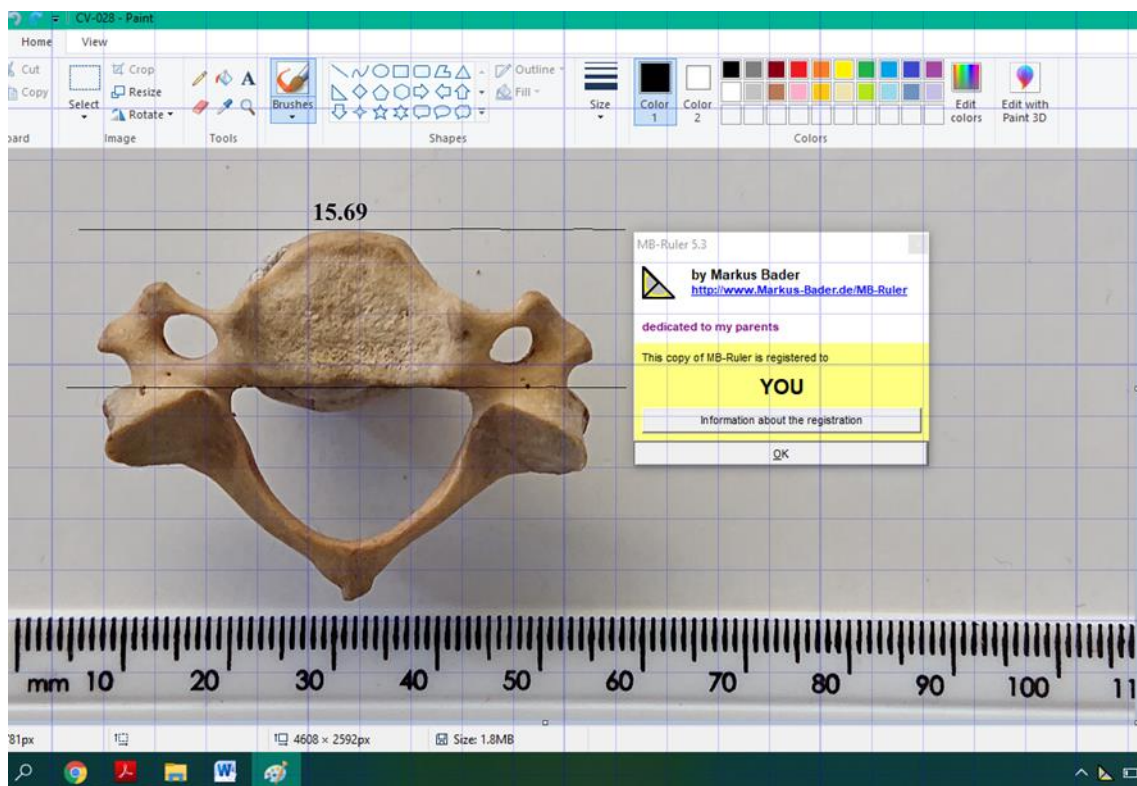 CV-028 - Paint
Home View
Cut
Copy
Select
Crop
Resize
Rotate
Image
Tools
Brushes
Shapes
Outline
Fill
Size
Color 1
Color 2
Edit colors
Edit with Paint 3D
Colors
15.69
MB-Ruler 5.3
by Markus Bader
http://www.Markus-Bader.de/MB-Ruler
dedicated to my parents
This copy of MB-Ruler is registered to
YOU
Information about the registration
OK
mm 10 20 30 40 50 60 70 80 90 100 11
81px
4608 × 2592px
Size: 1.8MB